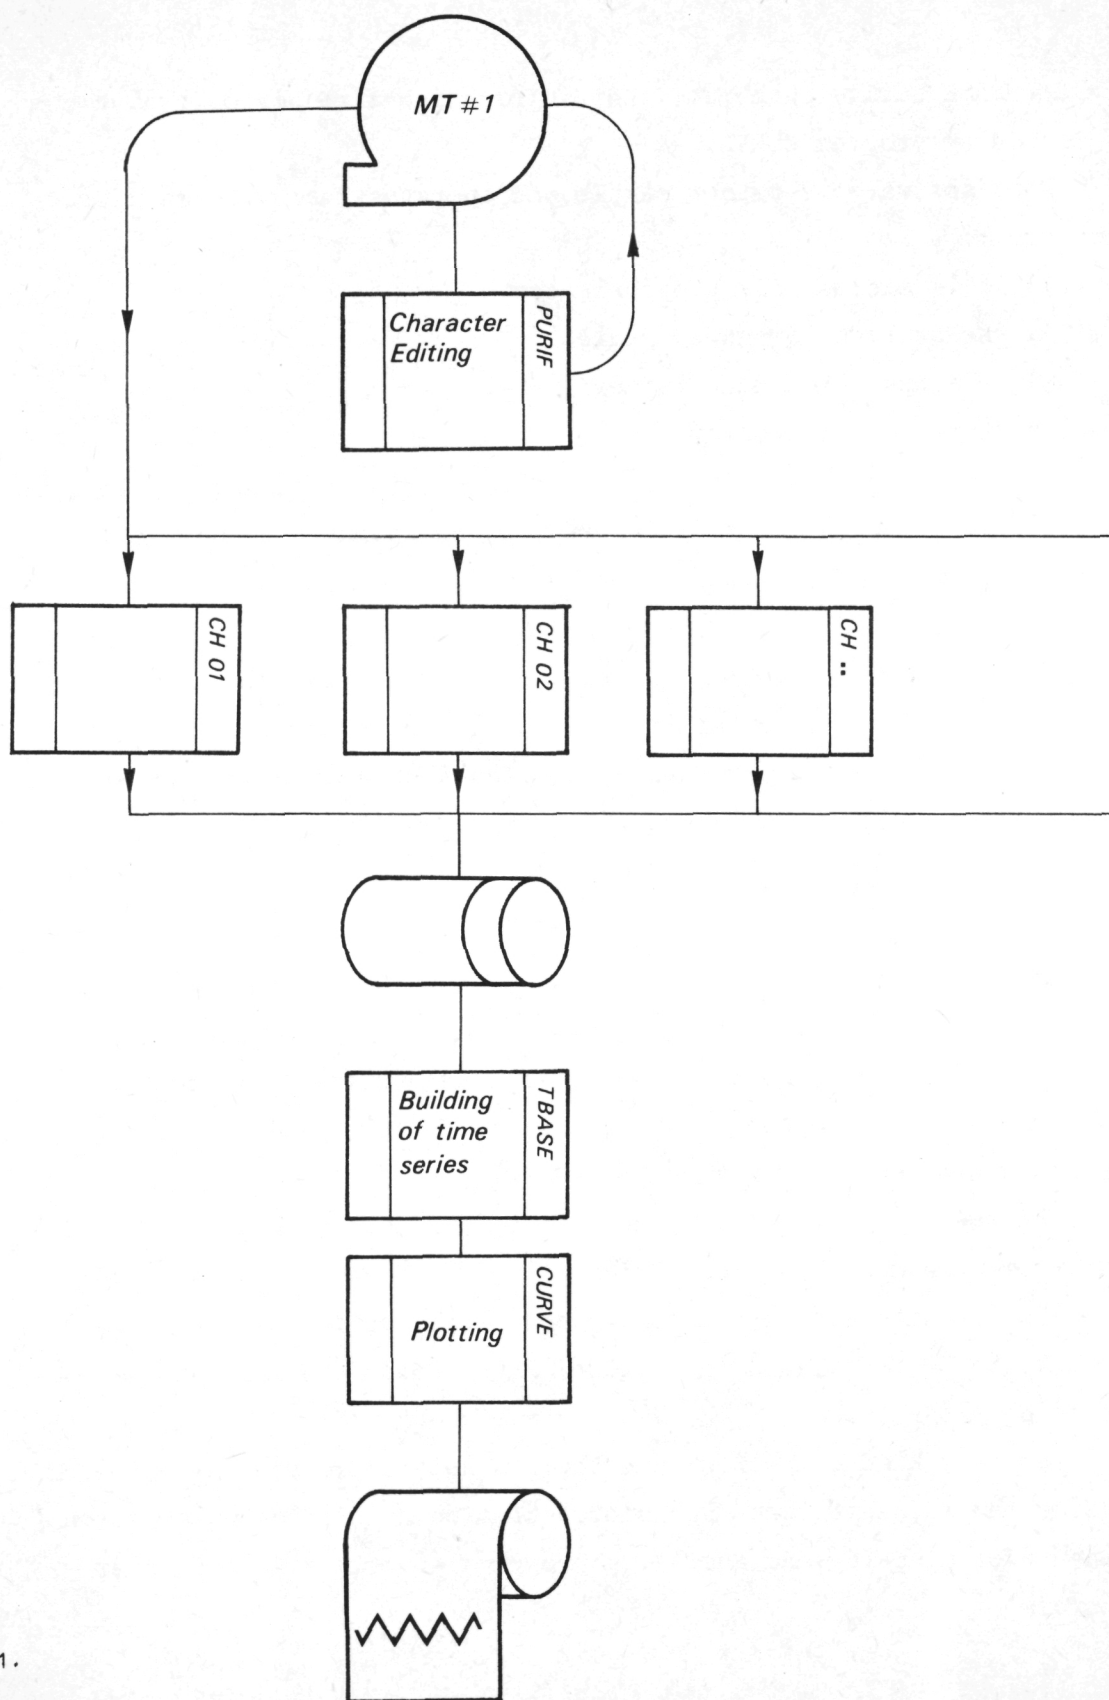 MT #1
Character
Editing
PURIF
CH 01
CH 02
CH ..
Building
of time
series
TBASE
Plotting
CURVE
1.